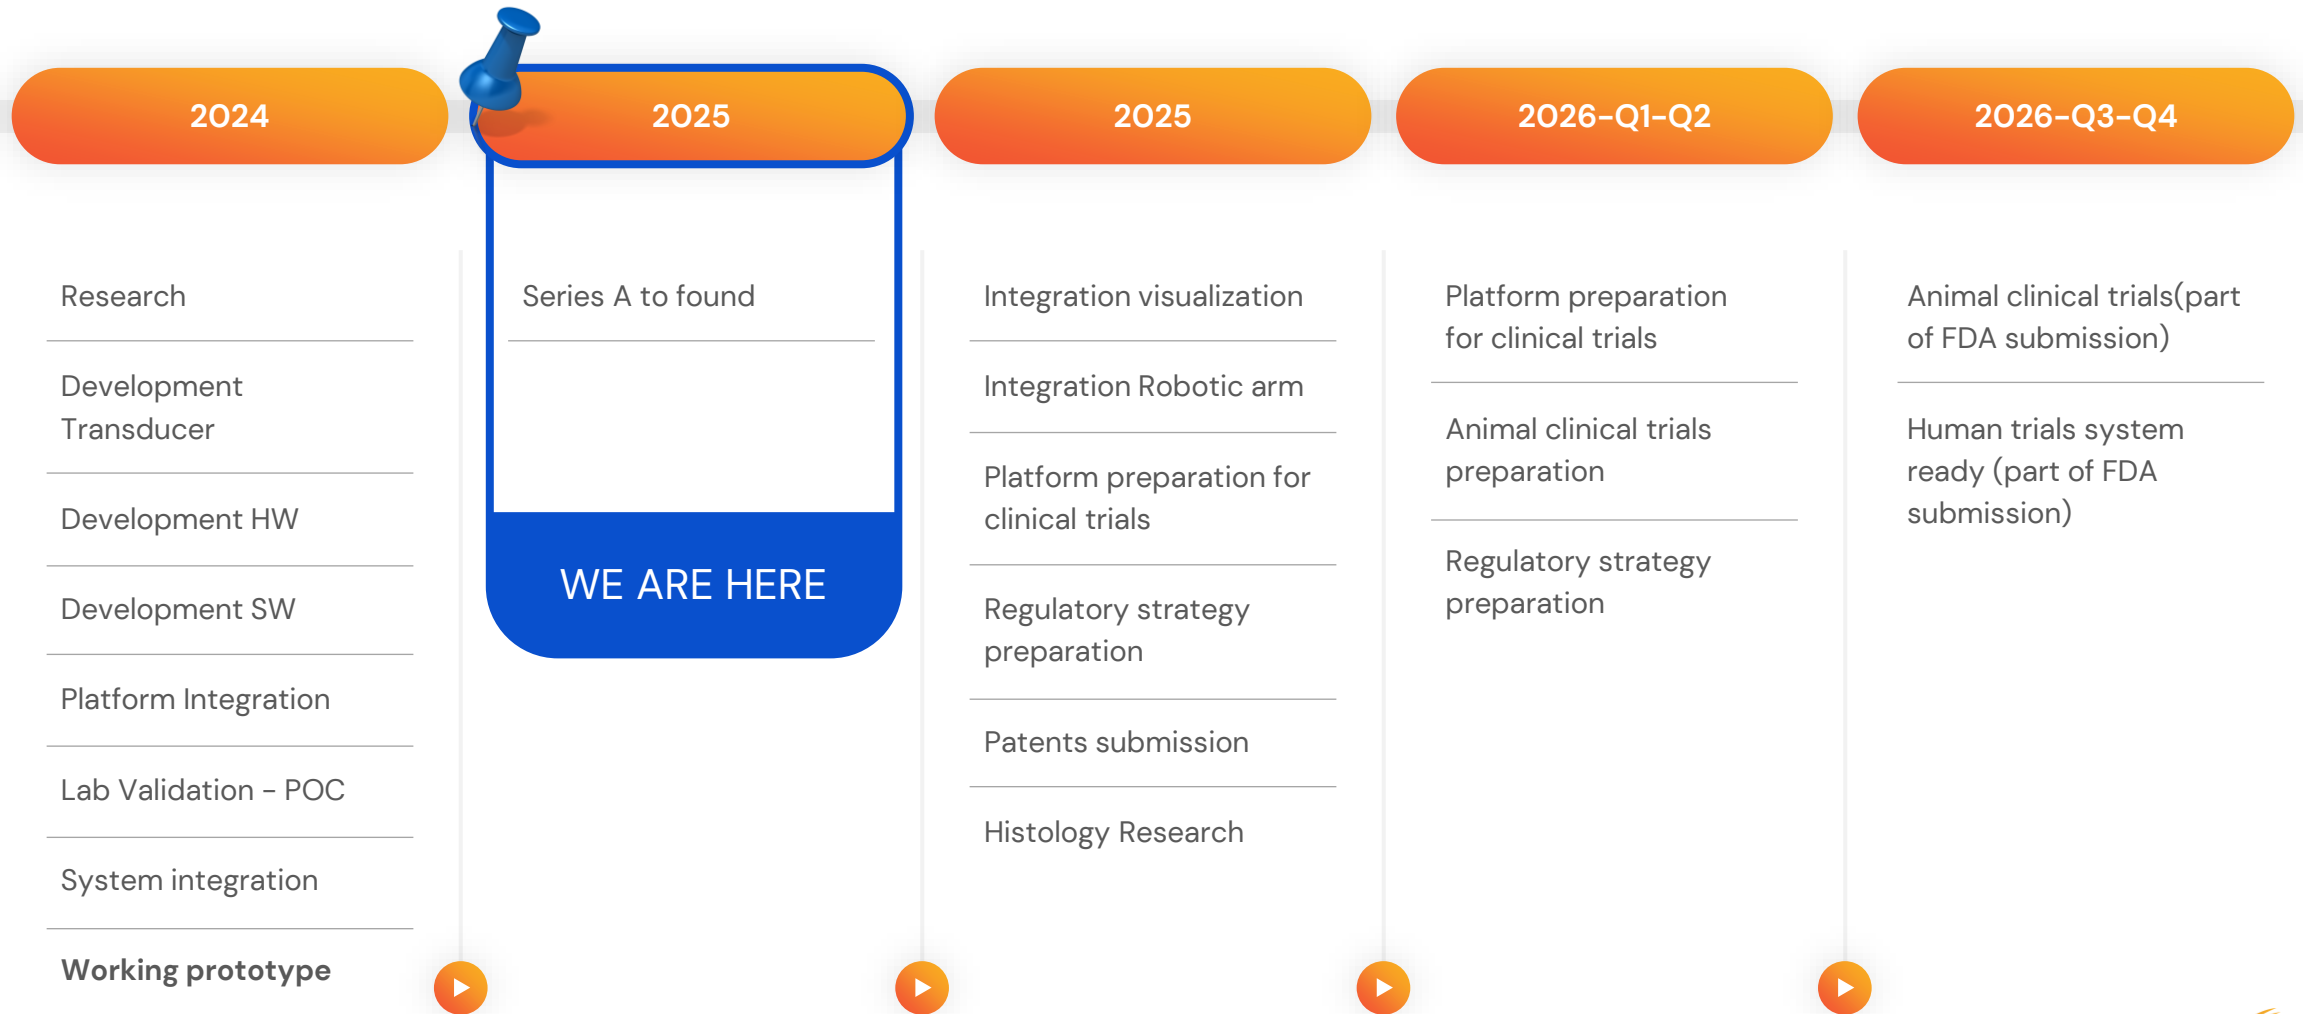 2024
2025
2025
2026-Q1-Q2
2026-Q3-Q4
Research
Development
Transducer
Development HW
Development SW
Platform Integration
Lab Validation - POC
System integration
Working prototype
Series A to found
WE ARE HERE
Integration visualization
Integration Robotic arm
Platform preparation for
clinical trials
Regulatory strategy
preparation
Patents submission
Histology Research
Platform preparation
for clinical trials
Animal clinical trials
preparation
Regulatory strategy
preparation
Animal clinical trials(part
of FDA submission)
Human trials system
ready (part of FDA
submission)